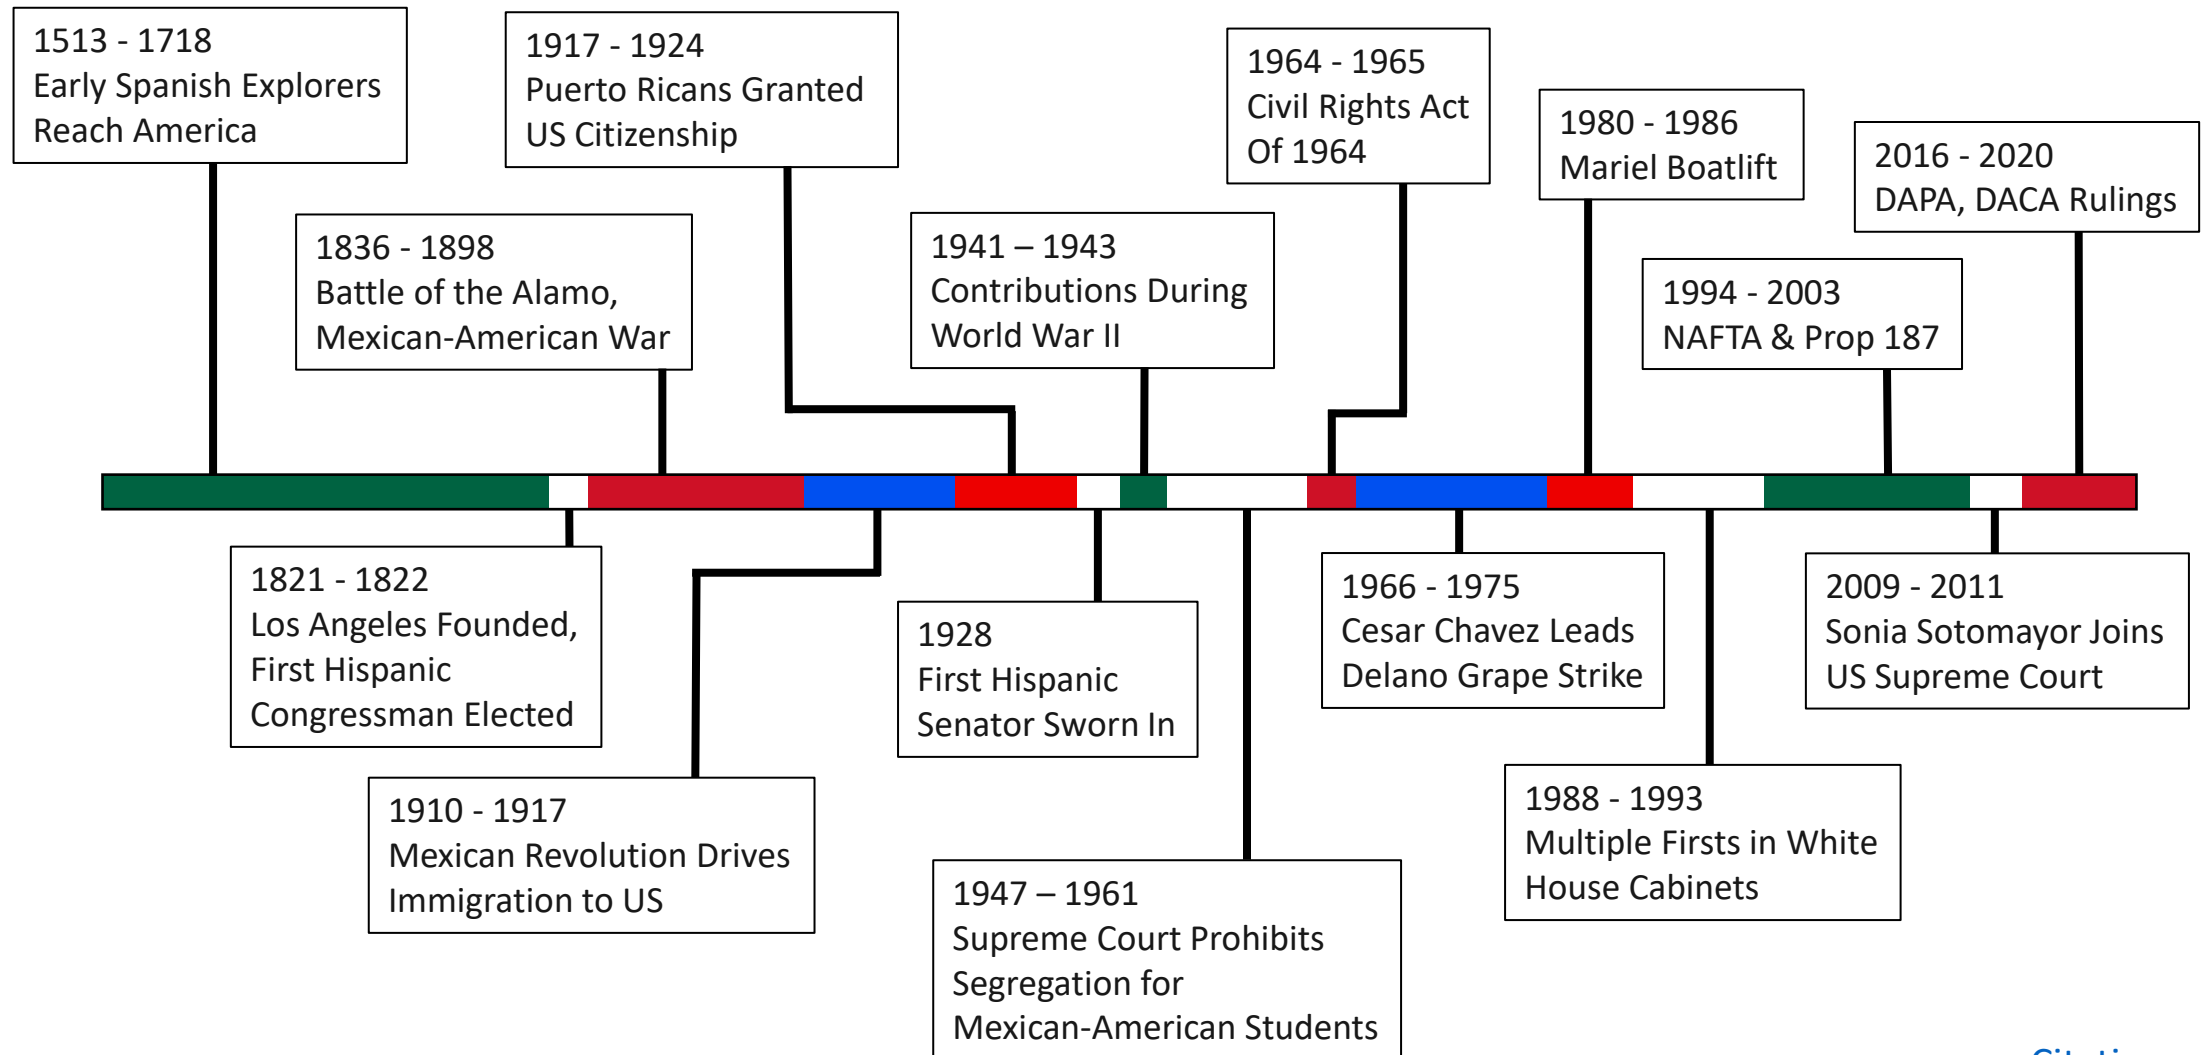 1513 - 1718
Early Spanish Explorers
Reach America
1917 - 1924
Puerto Ricans Granted
US Citizenship
1964 - 1965
Civil Rights Act
Of 1964
1980 - 1986
Mariel Boatlift
2016 - 2020
DAPA, DACA Rulings
1836 - 1898
Battle of the Alamo,
Mexican-American War
1941 – 1943
Contributions During
World War II
1994 - 2003
NAFTA & Prop 187
1821 - 1822
Los Angeles Founded,
First Hispanic
Congressman Elected
1928
First Hispanic
Senator Sworn In
1966 - 1975
Cesar Chavez Leads
Delano Grape Strike
2009 - 2011
Sonia Sotomayor Joins
US Supreme Court
1910 - 1917
Mexican Revolution Drives
Immigration to US
1947 – 1961
Supreme Court Prohibits
Segregation for
Mexican-American Students
1988 - 1993
Multiple Firsts in White
House Cabinets